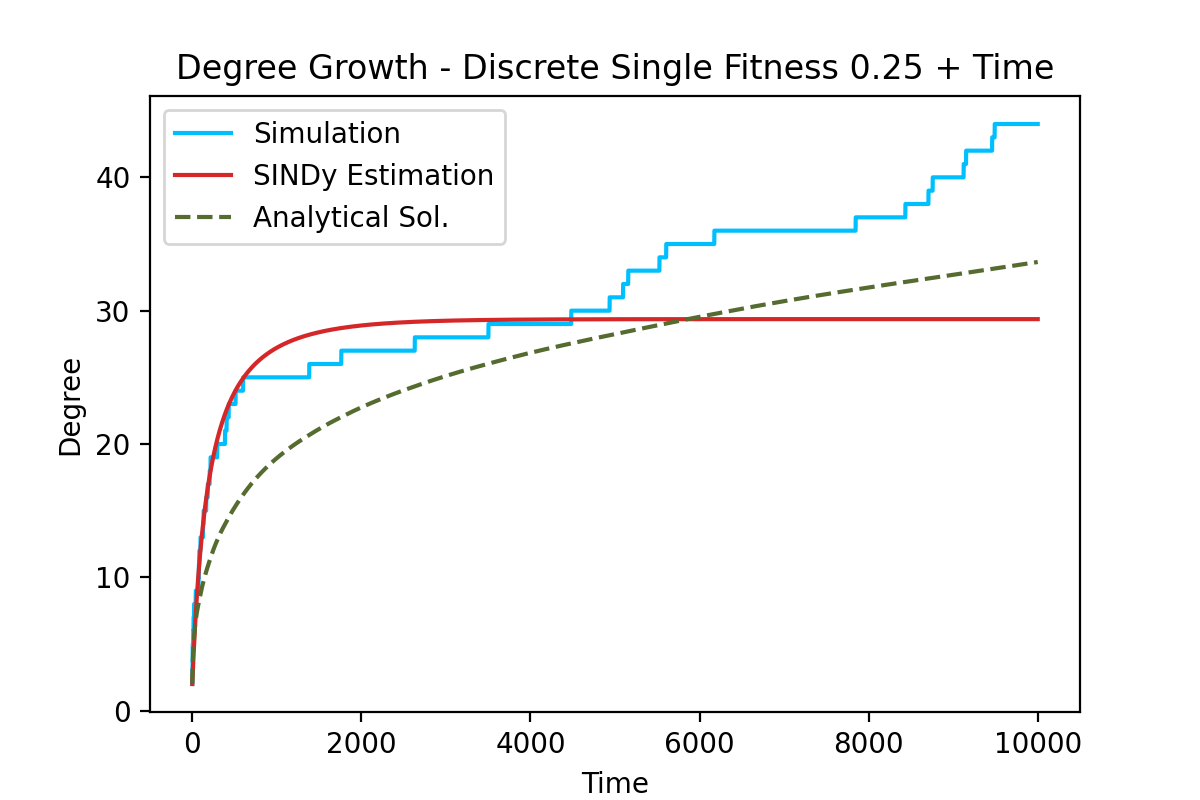 Degree Growth - Discrete Single Fitness 0.25 + Time
Simulation
SINDy Estimation
Analytical Sol.
40
30
20
10
0
Degree
0 2000 4000 6000 8000 10000
Time